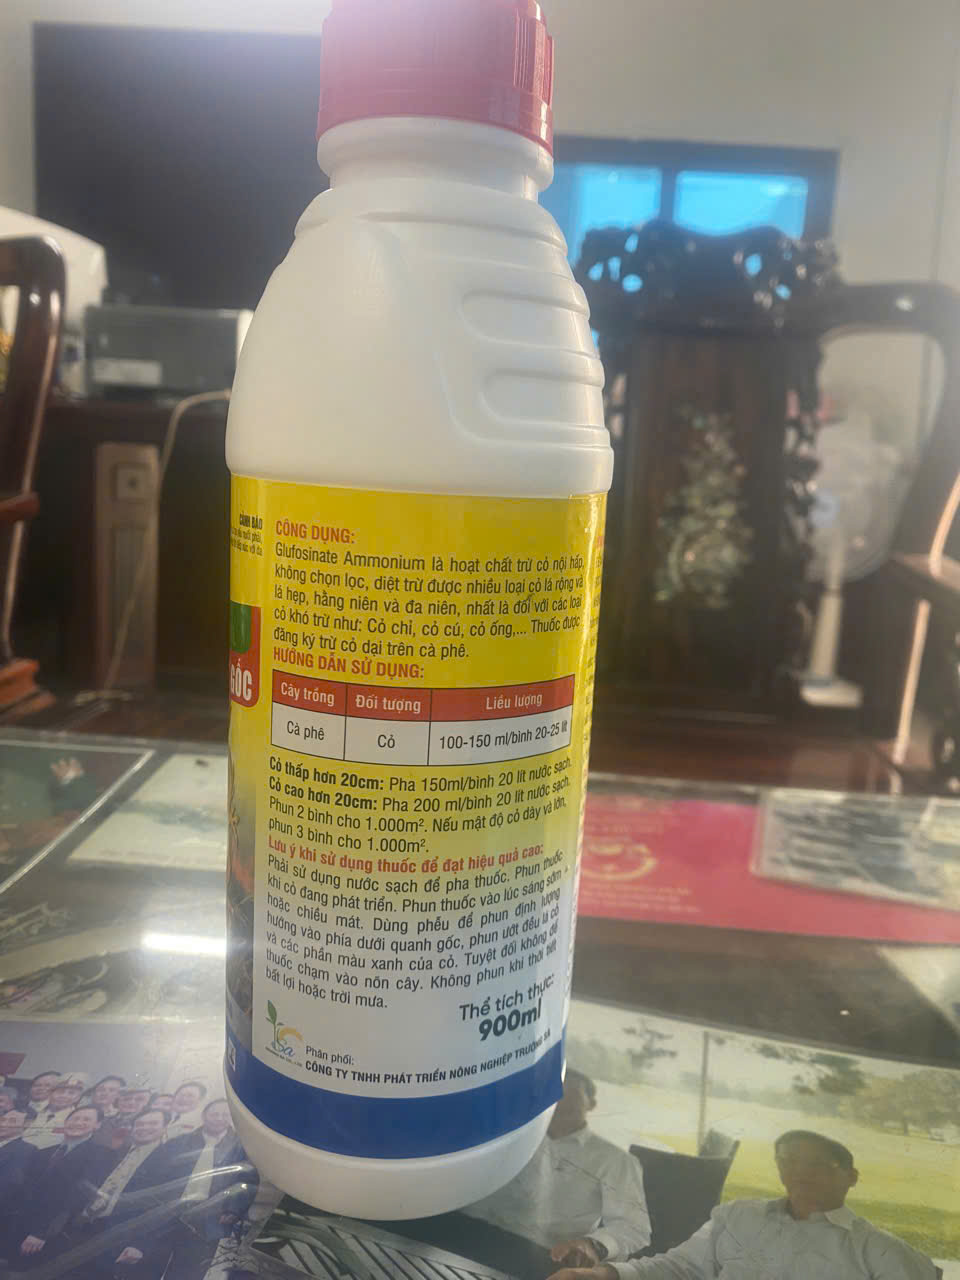 CẢNH BÁO
GỐC
CÔNG DỤNG:
Glufosinate Ammonium là hoạt chất trừ cỏ nội hấp,
không chọn lọc, diệt trừ được nhiều loại cỏ lá rộng và
lá hẹp, hằng niên và đa niên, nhất là đối với các loại
cỏ khó trừ như: Cỏ chỉ, cỏ cú, cỏ ống,... Thuốc được
đăng ký trừ cỏ dại trên cà phê.
HƯỚNG DẪN SỬ DỤNG:
Cây trồng Đối tượng Liều lượng
Cà phê Cỏ 100-150 ml/bình 20-25 lít
Cỏ thấp hơn 20cm: Pha 150ml/bình 20 lít nước sạch.
Cỏ cao hơn 20cm: Pha 200 ml/bình 20 lít nước sạch.
Phun 2 bình cho 1.000m². Nếu mật độ cỏ dày và lớn,
phun 3 bình cho 1.000m².
Lưu ý khi sử dụng thuốc để đạt hiệu quả cao:
Phải sử dụng nước sạch để pha thuốc. Phun thuốc
khi cỏ đang phát triển. Phun thuốc vào lúc sáng sớm
hoặc chiều mát. Dùng phễu để phun định lượng
hướng vào phía dưới quanh gốc, phun ướt đều lá cỏ
và các phần màu xanh của cỏ. Tuyệt đối không để
thuốc chạm vào nõn cây. Không phun khi thời tiết
bất lợi hoặc trời mưa.
Thể tích thực:
900ml
Sa
Phân phối:
CÔNG TY TNHH PHÁT TRIỂN NÔNG NGHIỆP TRƯỜNG SA